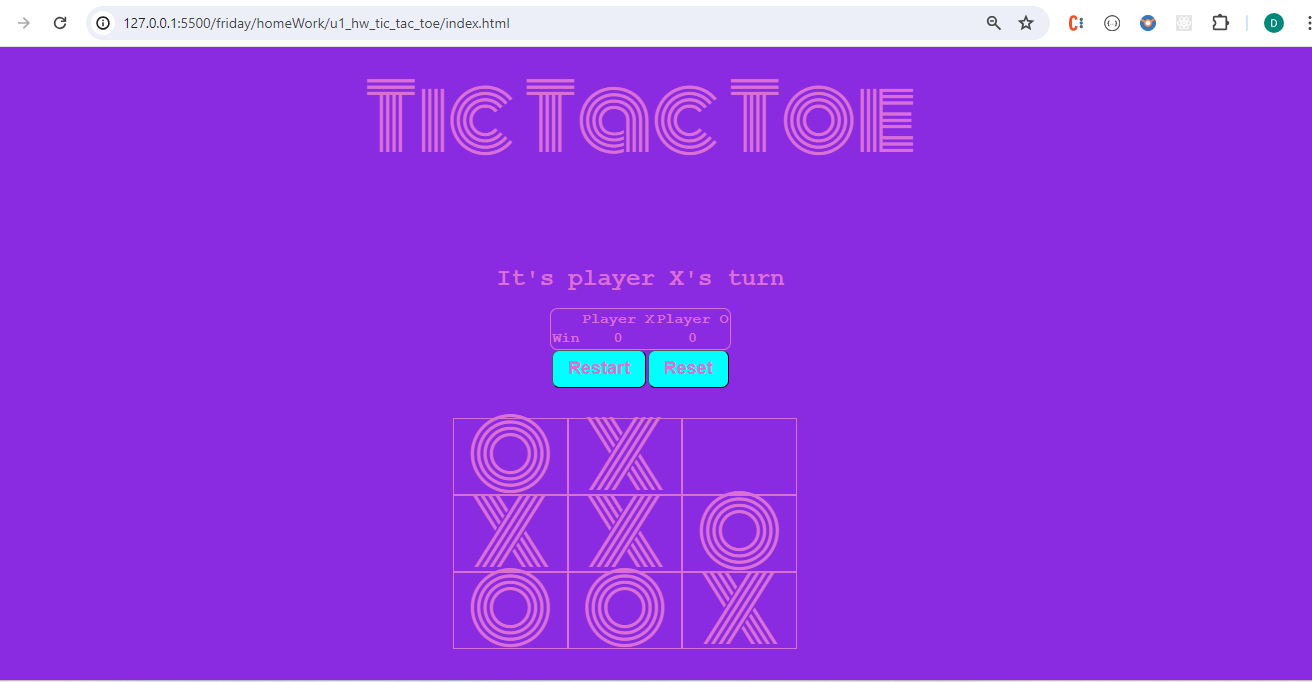 127.0.0.1:5500/friday/homeWork/u1_hw_tic_tac_toe/index.html
D
TicTacToe
It's player X's turn
Player X Player O
Win 0 0
Restart Reset
O X
X X O
O O X